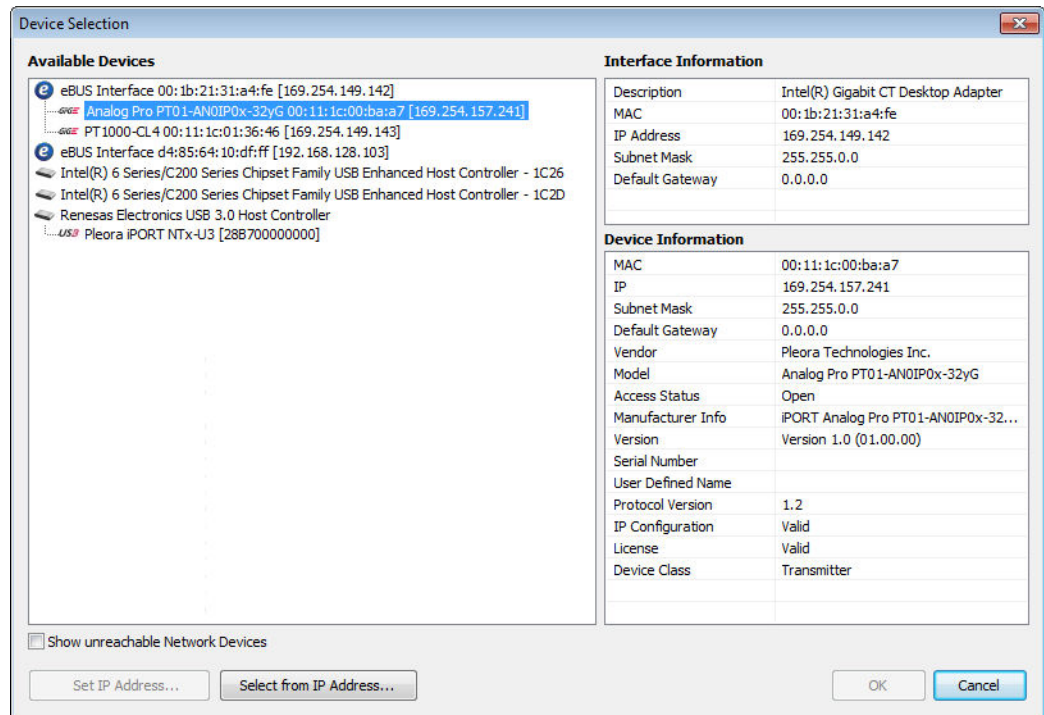 Device Selection
Available Devices
eBUS Interface 00:1b:21:31:a4:fe [169.254.149.142]
GIGE Analog Pro PT01-AN0IP0x-32yG 00:11:1c:00:ba:a7 [169.254.157.241]
GIGE PT1000-CL4 00:11:1c:01:36:46 [169.254.149.143]
eBUS Interface d4:85:64:10:df:ff [192.168.128.103]
Intel(R) 6 Series/C200 Series Chipset Family USB Enhanced Host Controller - 1C26
Intel(R) 6 Series/C200 Series Chipset Family USB Enhanced Host Controller - 1C2D
Renesas Electronics USB 3.0 Host Controller
USB Pleora iPORT NTx-U3 [28B700000000]
Interface Information
Description Intel(R) Gigabit CT Desktop Adapter
MAC 00:1b:21:31:a4:fe
IP Address 169.254.149.142
Subnet Mask 255.255.0.0
Default Gateway 0.0.0.0
Device Information
MAC 00:11:1c:00:ba:a7
IP 169.254.157.241
Subnet Mask 255.255.0.0
Default Gateway 0.0.0.0
Vendor Pleora Technologies Inc.
Model Analog Pro PT01-AN0IP0x-32yG
Access Status Open
Manufacturer Info iPORT Analog Pro PT01-AN0IP0x-32...
Version Version 1.0 (01.00.00)
Serial Number
User Defined Name
Protocol Version 1.2
IP Configuration Valid
License Valid
Device Class Transmitter
Show unreachable Network Devices
Set IP Address... Select from IP Address... OK Cancel